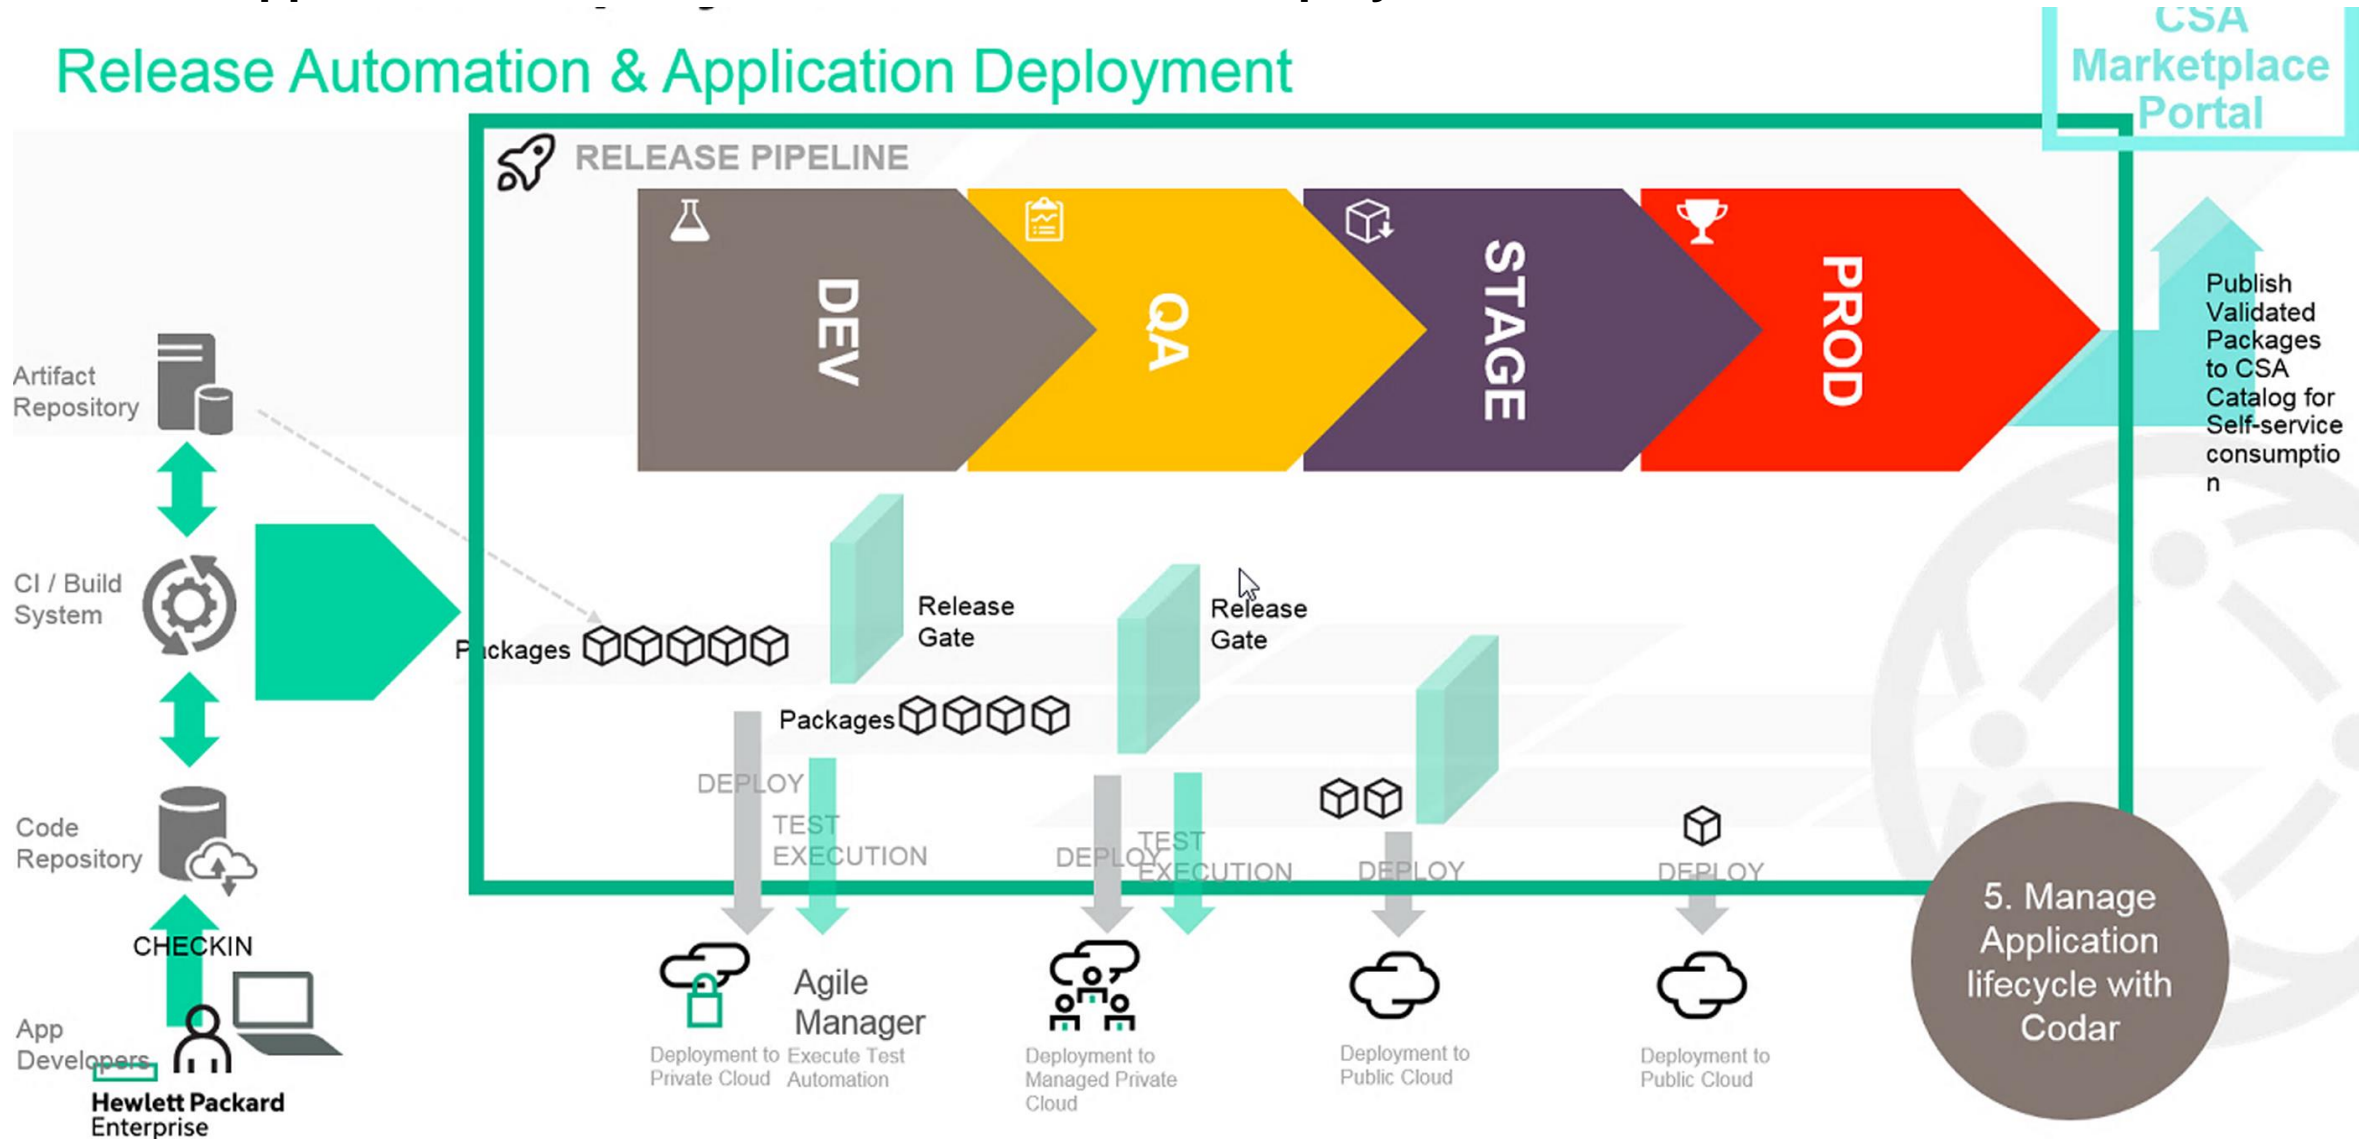 Release Automation & Application Deployment
CSA
Marketplace
Portal
RELEASE PIPELINE
DEV
QA
STAGE
PROD
Publish
Validated
Packages
to CSA
Catalog for
Self-service
consumptio
n
Artifact
Repository
CI / Build
System
Code
Repository
CHECKIN
App
Developers
Packages
Release
Gate
Release
Gate
Packages
DEPLOY
TEST
EXECUTION
DEPLOY
TEST
EXECUTION
DEPLOY
DEPLOY
Agile
Manager
Deployment to
Private Cloud
Execute Test
Automation
Deployment to
Managed Private
Cloud
Deployment to
Public Cloud
Deployment to
Public Cloud
5. Manage
Application
lifecycle with
Codar
Hewlett Packard
Enterprise